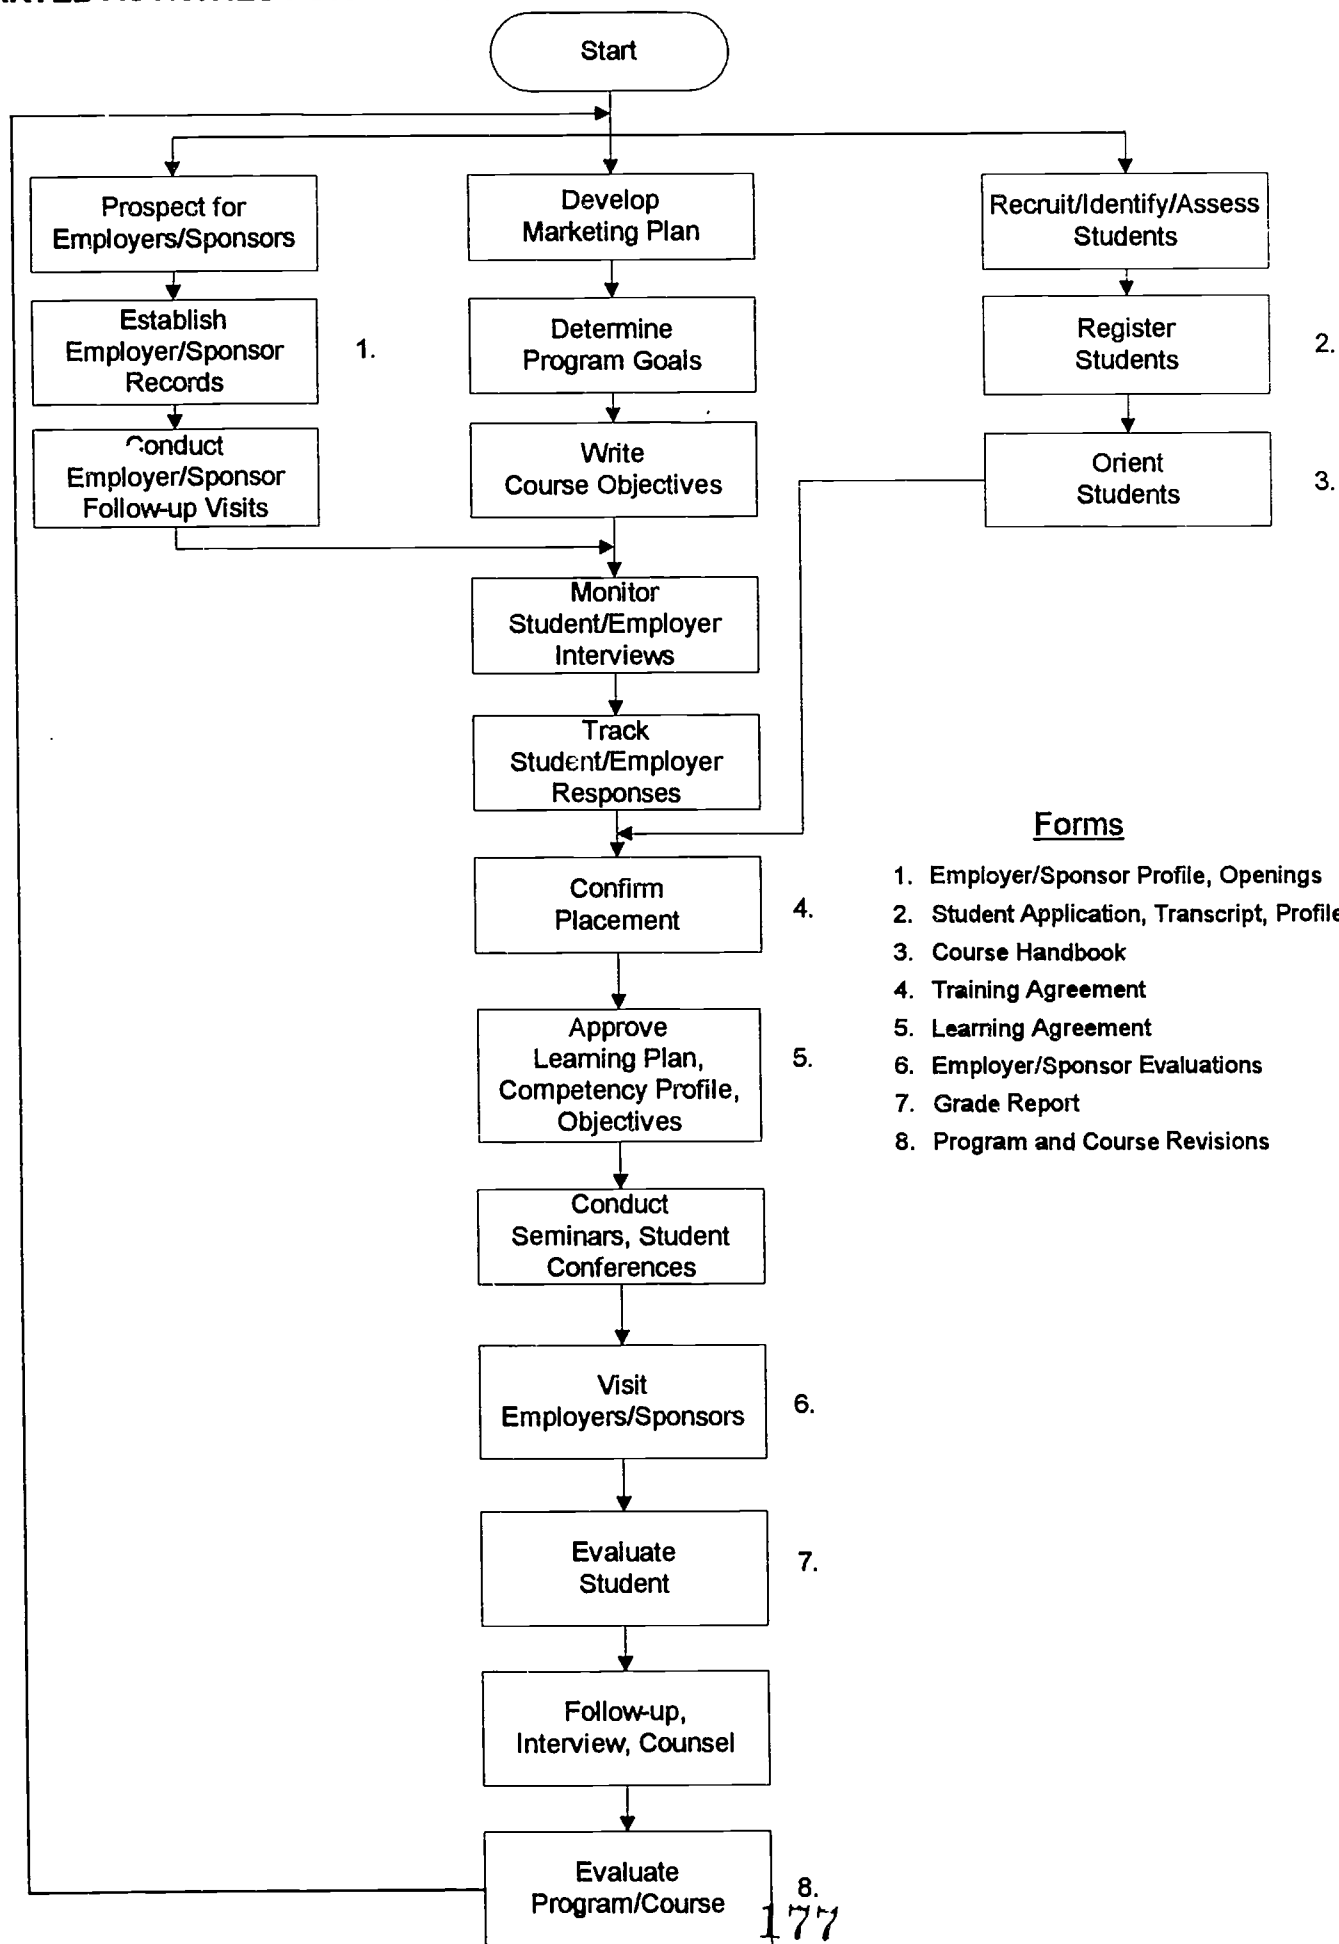 Start
Prospect for
Employers/Sponsors
Develop
Marketing Plan
Recruit/Identify/Assess
Students
Establish
Employer/Sponsor
Records
1.
Determine
Program Goals
Register
Students
2.
Conduct
Employer/Sponsor
Follow-up Visits
Write
Course Objectives
Orient
Students
3.
Monitor
Student/Employer
Interviews
Track
Student/Employer
Responses
Confirm
Placement
4.
Approve
Learning Plan,
Competency Profile,
Objectives
5.
Conduct
Seminars, Student
Conferences
Visit
Employers/Sponsors
6.
Evaluate
Student
7.
Follow-up,
Interview, Counsel
Evaluate
Program/Course
8.
Forms
1. Employer/Sponsor Profile, Openings
2. Student Application, Transcript, Profile
3. Course Handbook
4. Training Agreement
5. Learning Agreement
6. Employer/Sponsor Evaluations
7. Grade Report
8. Program and Course Revisions
177